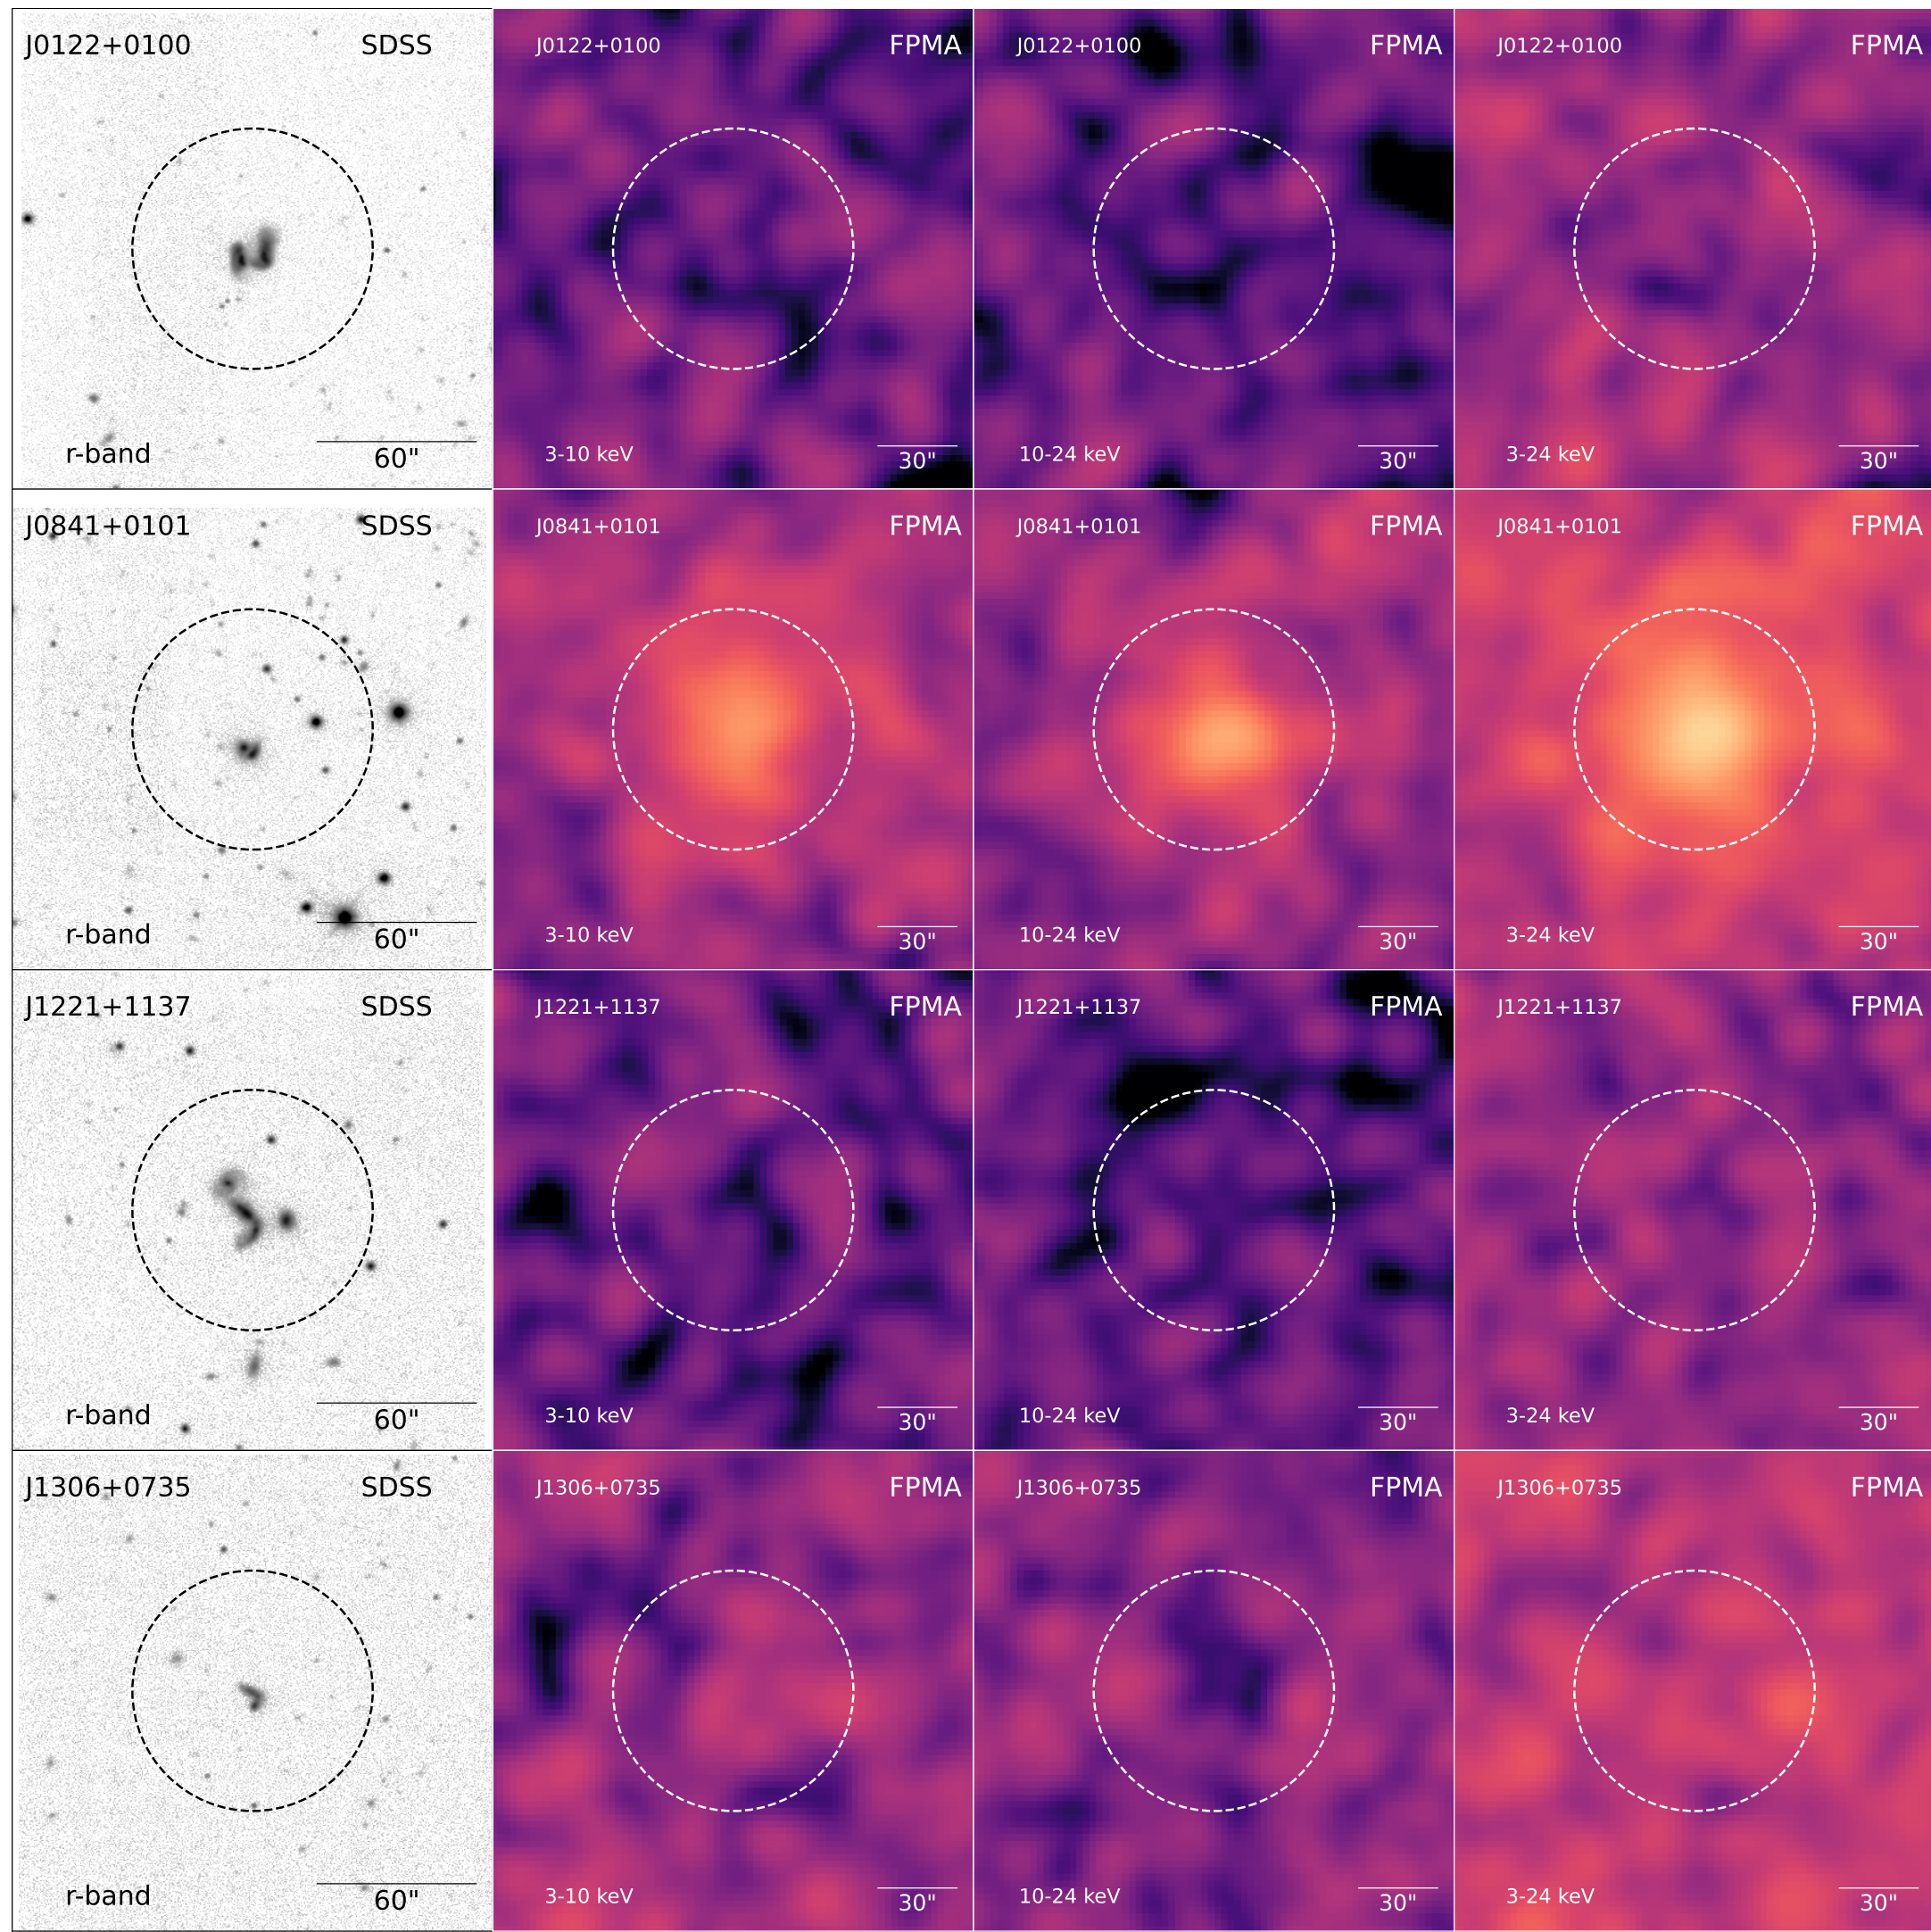 J0122+0100 SDSS J0122+0100 FPMA J0122+0100 FPMA J0122+0100 FPMA
r-band 60" 3-10 keV 30" 10-24 keV 30" 3-24 keV 30"
J0841+0101 SDSS J0841+0101 FPMA J0841+0101 FPMA J0841+0101 FPMA
r-band 60" 3-10 keV 30" 10-24 keV 30" 3-24 keV 30"
J1221+1137 SDSS J1221+1137 FPMA J1221+1137 FPMA J1221+1137 FPMA
r-band 60" 3-10 keV 30" 10-24 keV 30" 3-24 keV 30"
J1306+0735 SDSS J1306+0735 FPMA J1306+0735 FPMA J1306+0735 FPMA
r-band 60" 3-10 keV 30" 10-24 keV 30" 3-24 keV 30"